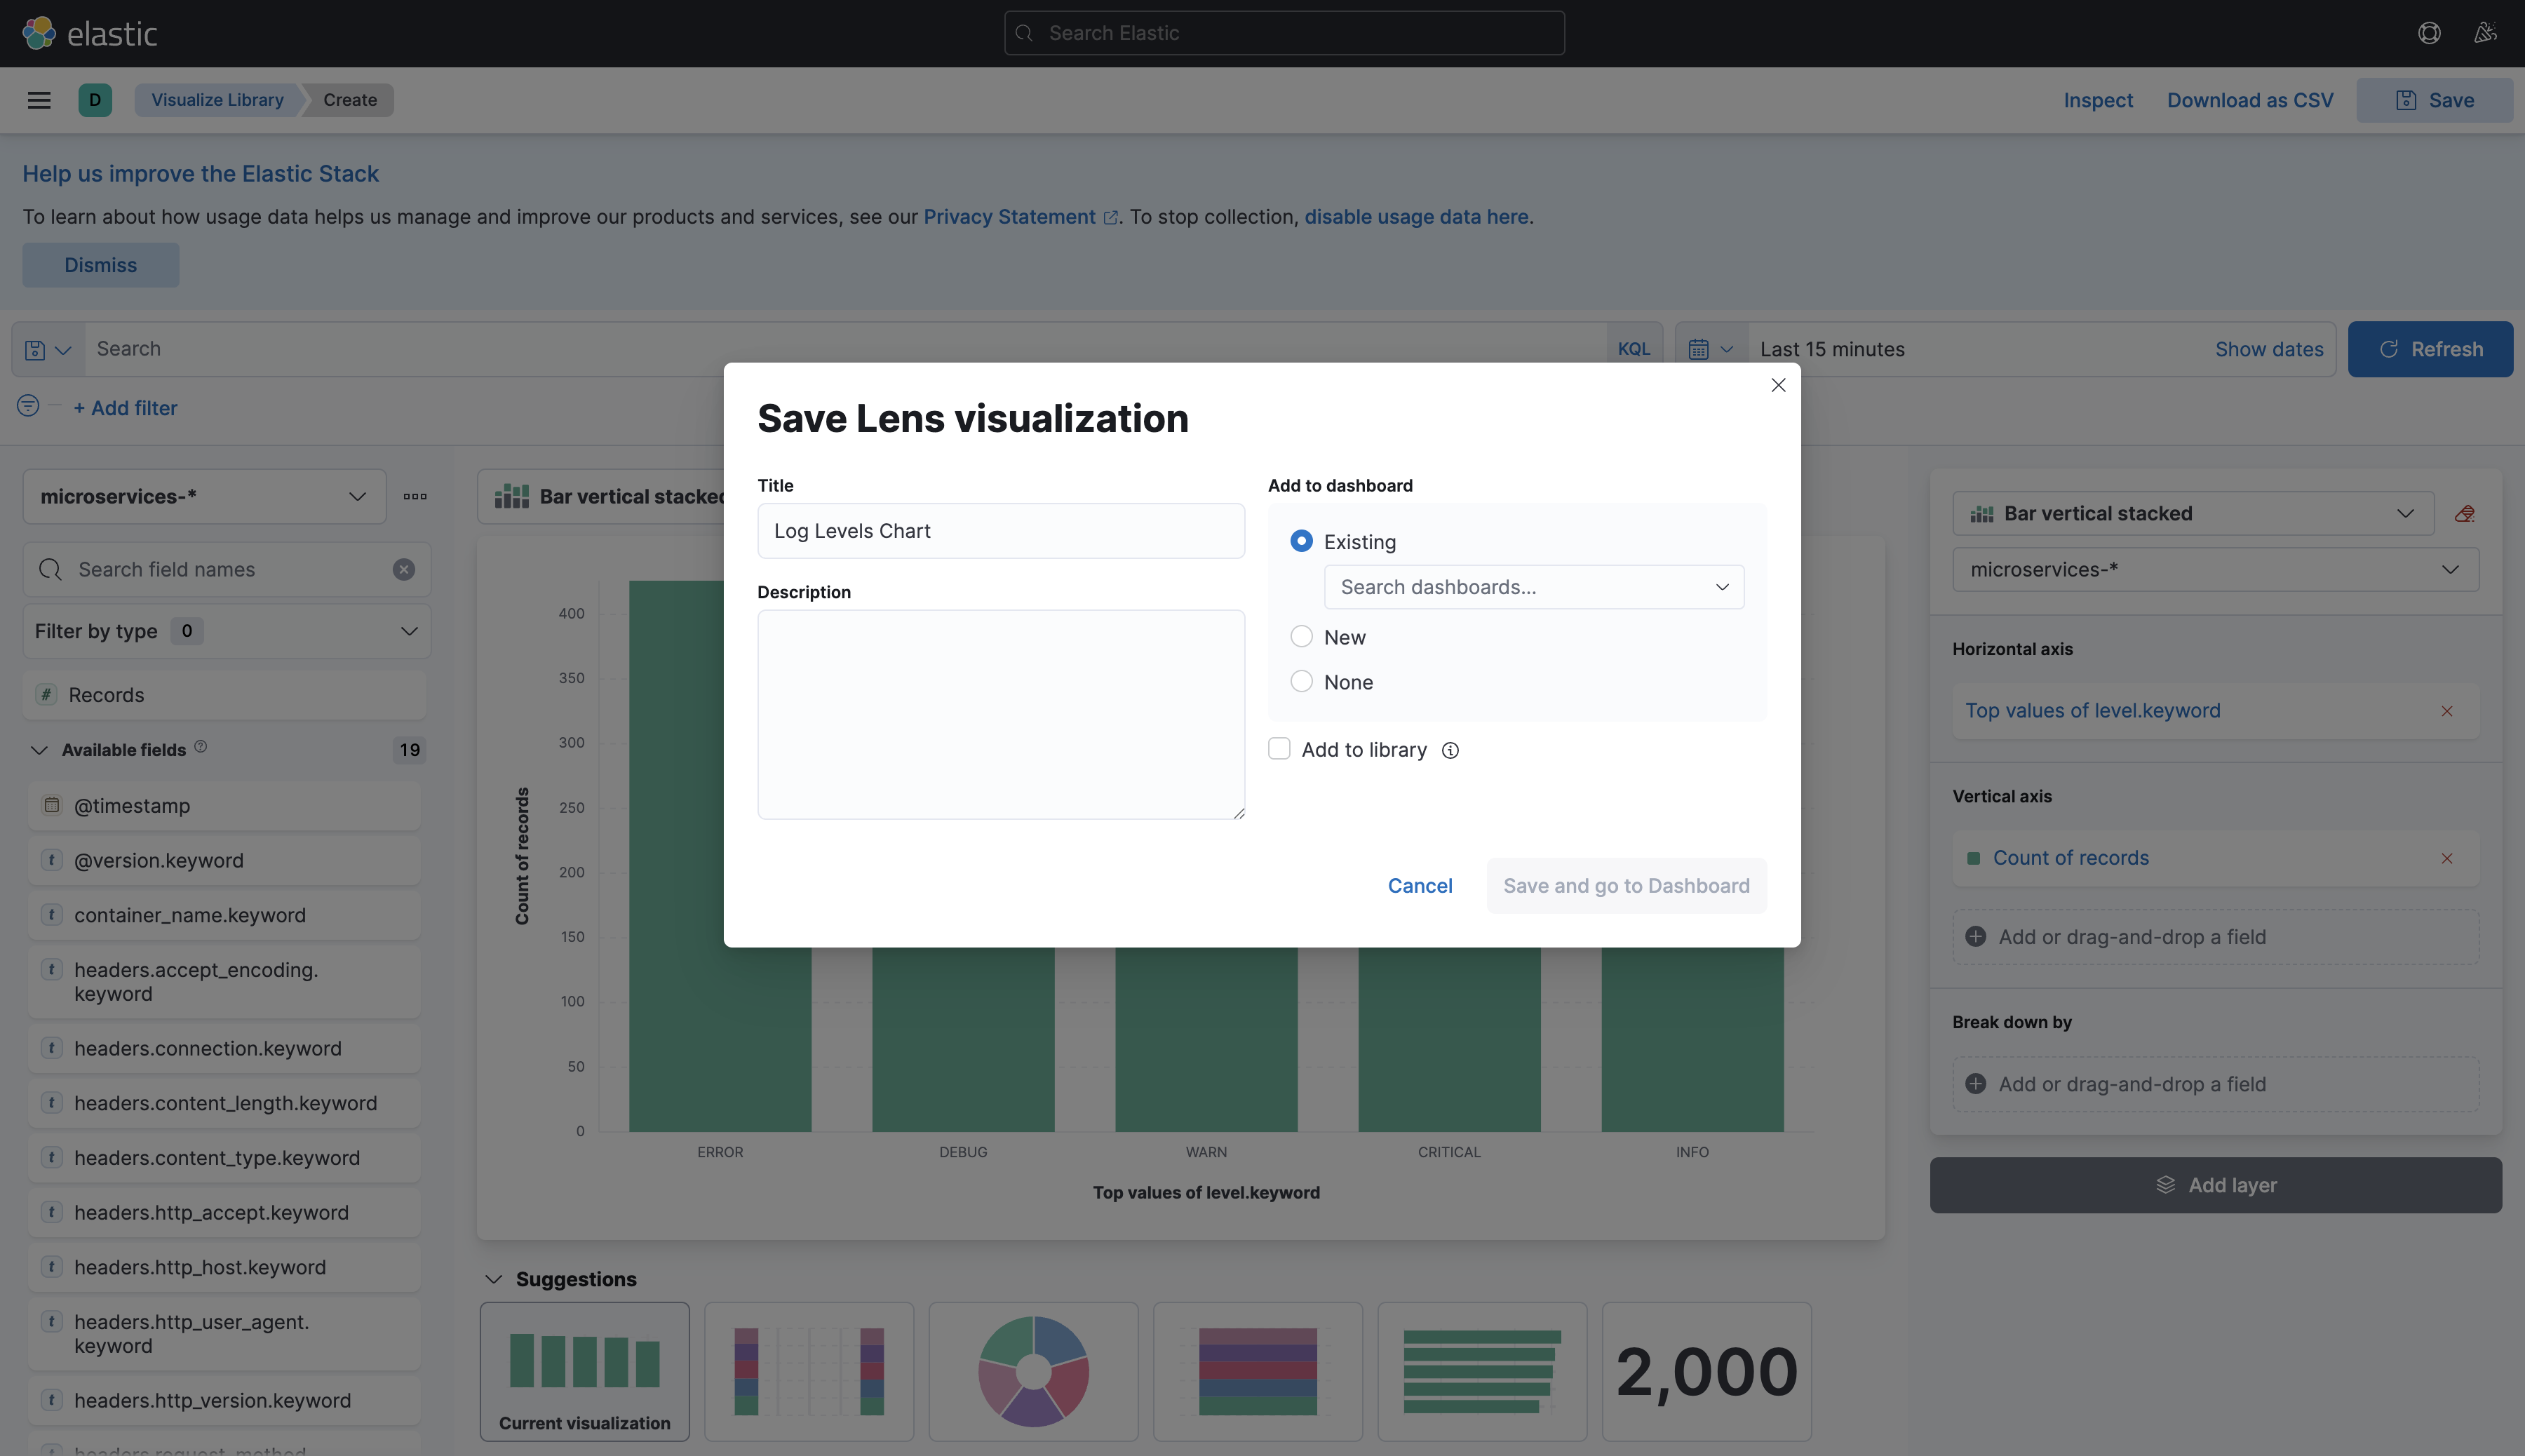 elastic
Search Elastic
D
Visualize Library
Create
Inspect
Download as CSV
Save
Help us improve the Elastic Stack
To learn about how usage data helps us manage and improve our products and services, see our Privacy Statement . To stop collection, disable usage data here.
Dismiss
Search
KQL
Last 15 minutes
Show dates
Refresh
+ Add filter
microservices-*
Search field names
Filter by type 0
# Records
Available fields 19
@timestamp
t @version.keyword
t container_name.keyword
t headers.accept_encoding.
keyword
t headers.connection.keyword
t headers.content_length.keyword
t headers.content_type.keyword
t headers.http_accept.keyword
t headers.http_host.keyword
t headers.http_user_agent.
keyword
t headers.http_version.keyword
headers.request_method
Bar vertical stacked
Save Lens visualization
Title
Log Levels Chart
Description
Add to dashboard
Existing
Search dashboards...
New
None
Add to library
Cancel
Save and go to Dashboard
Count of records
400
350
300
250
200
150
100
50
0
ERROR
DEBUG
WARN
CRITICAL
INFO
Top values of level.keyword
Suggestions
Current visualization
2,000
Bar vertical stacked
microservices-*
Horizontal axis
Top values of level.keyword
Vertical axis
Count of records
Add or drag-and-drop a field
Break down by
Add or drag-and-drop a field
Add layer